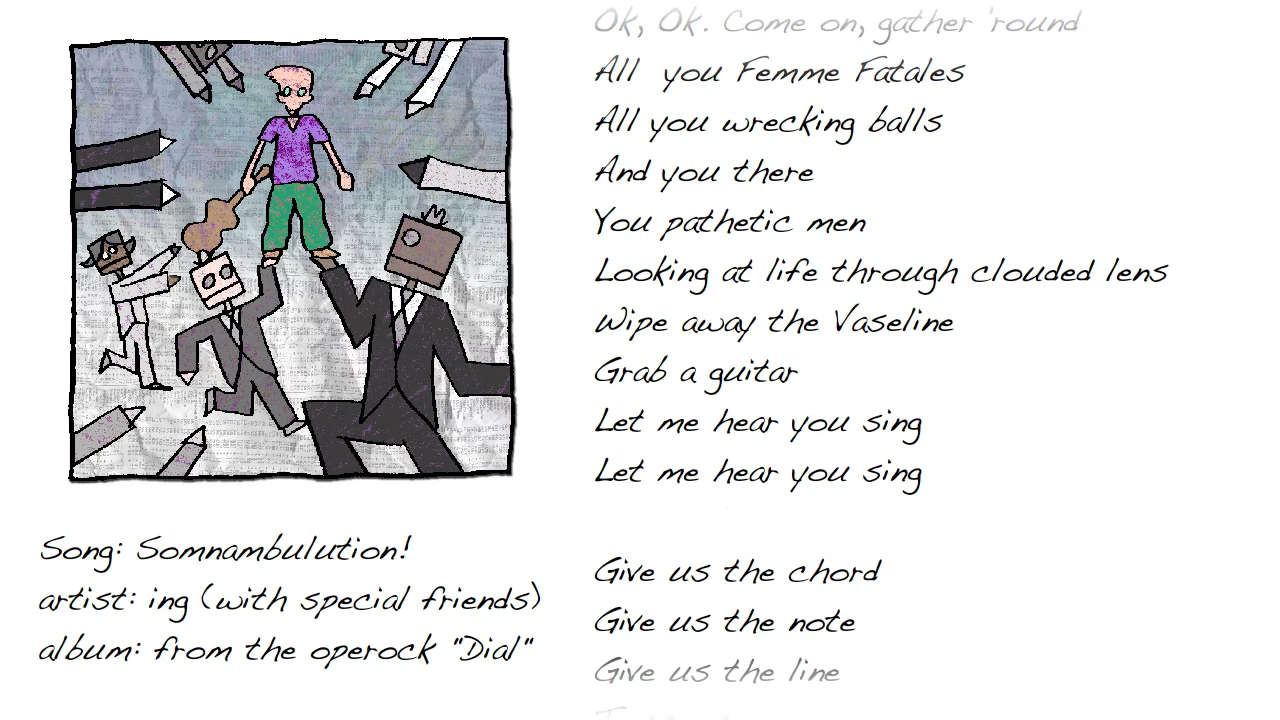 Ok, Ok. Come on, gather 'round
All you Femme Fatales
All you wrecking balls
And you there
You pathetic men
Looking at life through clouded lens
Wipe away the Vaseline
Grab a guitar
Let me hear you sing
Let me hear you sing
Give us the chord
Give us the note
Give us the line
Song: Somnambulution!
artist: ing (with special friends)
album: from the operock "Dial"